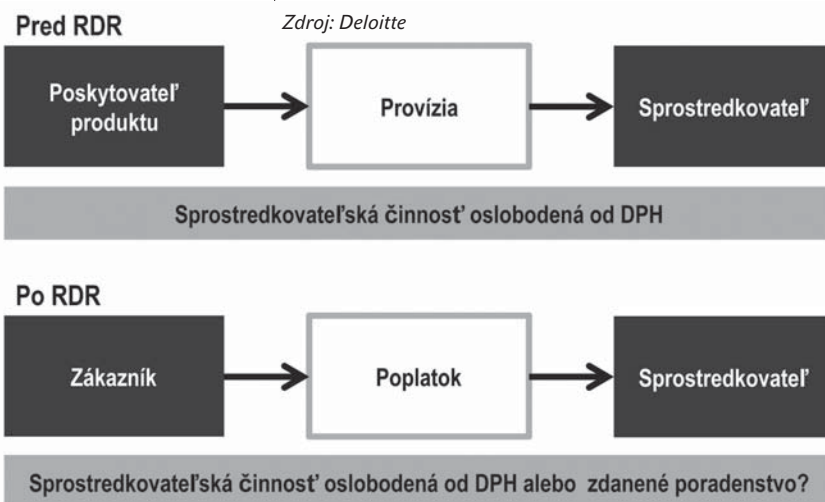 Zdroj: Deloitte
Pred RDR
Poskytovateľ
produktu
Provízia
Sprostredkovateľ
Sprostredkovateľská činnosť oslobodená od DPH
Po RDR
Zákazník
Poplatok
Sprostredkovateľ
Sprostredkovateľská činnosť oslobodená od DPH alebo zdanené poradenstvo?